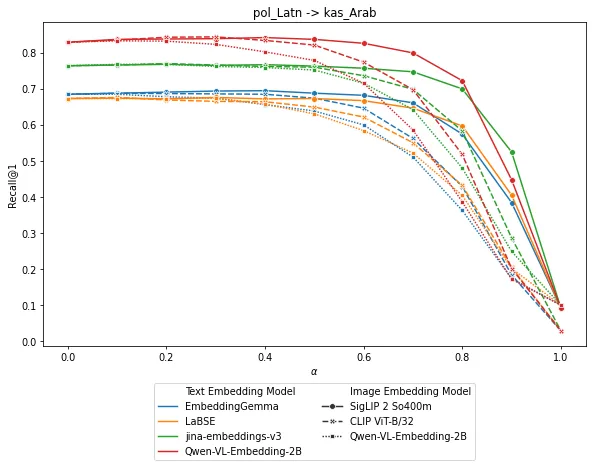 pol_Latn -> kas_Arab
Recall@1
0.8
0.7
0.6
0.5
0.4
0.3
0.2
0.1
0.0
0.0 0.2 0.4 0.6 0.8 1.0
α
Text Embedding Model Image Embedding Model
EmbeddingGemma SigLIP 2 So400m
LaBSE CLIP ViT-B/32
jina-embeddings-v3 Qwen-VL-Embedding-2B
Qwen-VL-Embedding-2B